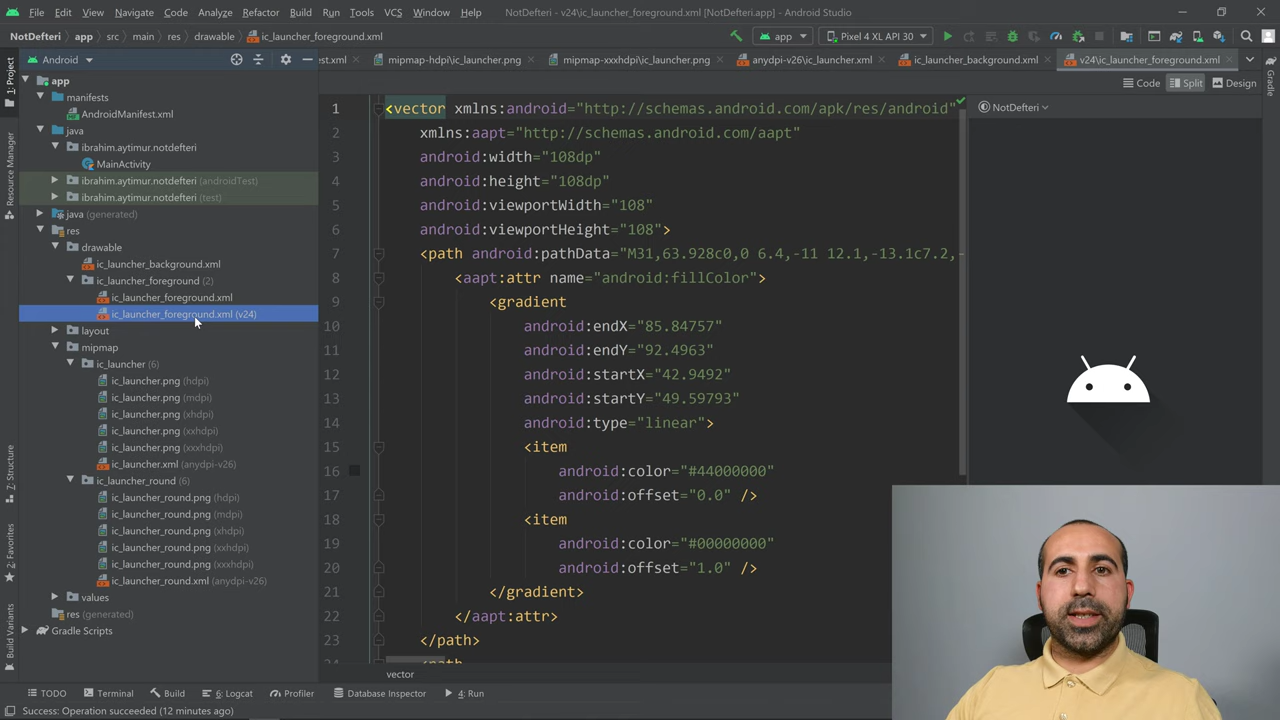 File Edit View Navigate Code Analyze Refactor Build Run Tools VCS Window Help NotDefteri - v24\ic_launcher_foreground.xml [NotDefteri.app] - Android Studio
NotDefteri app src main res drawable ic_launcher_foreground.xml app Pixel 4 XL API 30
Android
est.xml mipmap-hdpi\ic_launcher.png mipmap-xxxhdpi\ic_launcher.png anydpi-v26\ic_launcher.xml ic_launcher_background.xml v24\ic_launcher_foreground.xml
Code Split Design
NotDefteri
1: Project
Resource Manager
Z: Structure
2: Favorites
Build Variants
Gradle
app
manifests
AndroidManifest.xml
java
ibrahim.aytimur.notdefteri
MainActivity
ibrahim.aytimur.notdefteri (androidTest)
ibrahim.aytimur.notdefteri (test)
java (generated)
res
drawable
ic_launcher_background.xml
ic_launcher_foreground (2)
ic_launcher_foreground.xml
ic_launcher_foreground.xml (v24)
layout
mipmap
ic_launcher (6)
ic_launcher.png (hdpi)
ic_launcher.png (mdpi)
ic_launcher.png (xhdpi)
ic_launcher.png (xxhdpi)
ic_launcher.png (xxxhdpi)
ic_launcher.xml (anydpi-v26)
ic_launcher_round (6)
ic_launcher_round.png (hdpi)
ic_launcher_round.png (mdpi)
ic_launcher_round.png (xhdpi)
ic_launcher_round.png (xxhdpi)
ic_launcher_round.png (xxxhdpi)
ic_launcher_round.xml (anydpi-v26)
values
res (generated)
Gradle Scripts
1 <vector xmlns:android="http://schemas.android.com/apk/res/android"
2 xmlns:aapt="http://schemas.android.com/aapt"
3 android:width="108dp"
4 android:height="108dp"
5 android:viewportWidth="108"
6 android:viewportHeight="108">
7 <path android:pathData="M31,63.928c0,0 6.4,-11 12.1,-13.1c7.2,-
8 <aapt:attr name="android:fillColor">
9 <gradient
10 android:endX="85.84757"
11 android:endY="92.4963"
12 android:startX="42.9492"
13 android:startY="49.59793"
14 android:type="linear">
15 <item
16 android:color="#44000000"
17 android:offset="0.0" />
18 <item
19 android:color="#00000000"
20 android:offset="1.0" />
21 </gradient>
22 </aapt:attr>
23 </path>
24 <path
vector
TODO Terminal Build 6: Logcat Profiler Database Inspector 4: Run
Success: Operation succeeded (12 minutes ago)